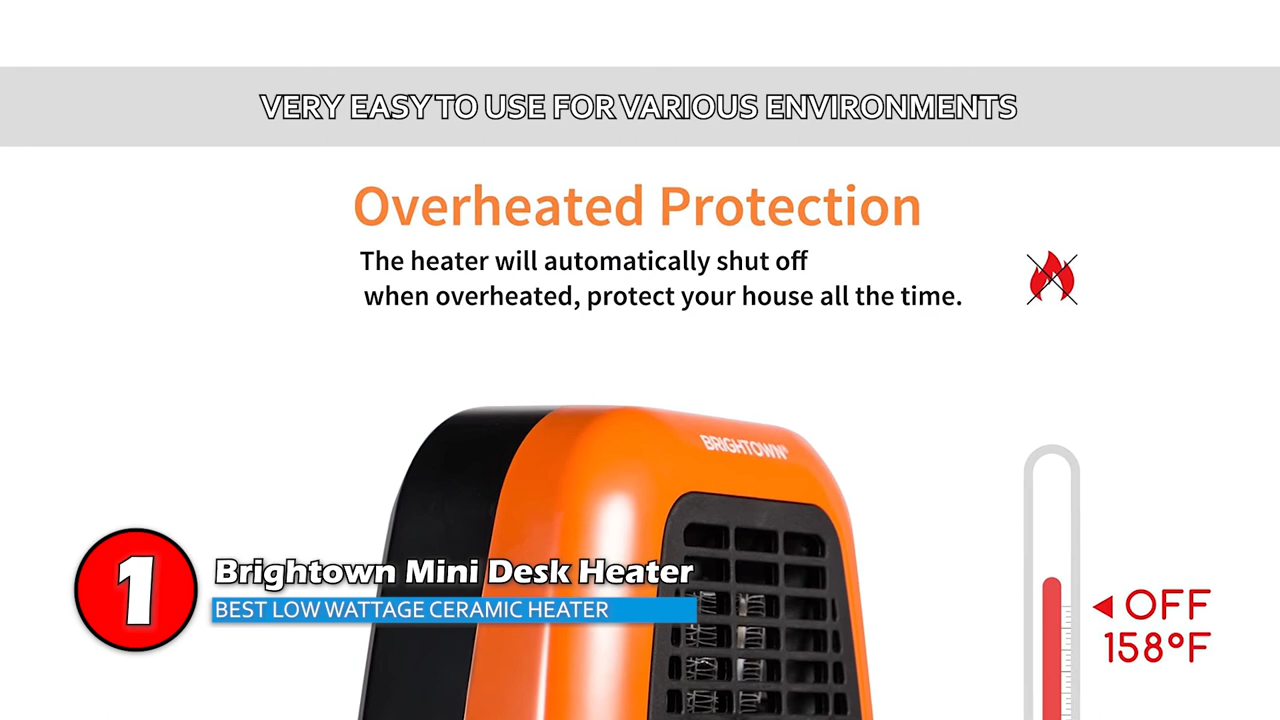 VERY EASY TO USE FOR VARIOUS ENVIRONMENTS
Overheated Protection
The heater will automatically shut off
when overheated, protect your house all the time.
BRIGHTOWN®
1
Brightown Mini Desk Heater
BEST LOW WATTAGE CERAMIC HEATER
OFF
158°F